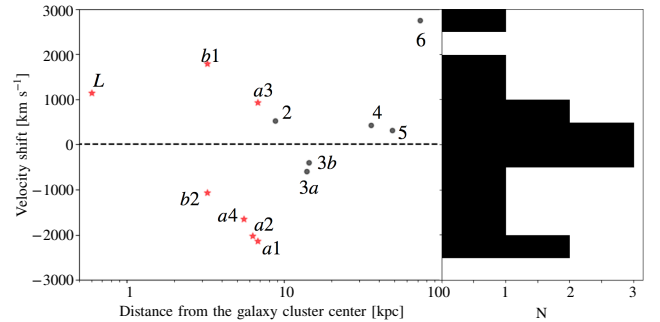 3000
2000
1000
0
−1000
−2000
−3000
Velocity shift [km s⁻¹]
L
b1
a3
2
4
5
6
3b
3a
b2
a4
a2
a1
1
10
100
Distance from the galaxy cluster center [kpc]
1
2
3
N